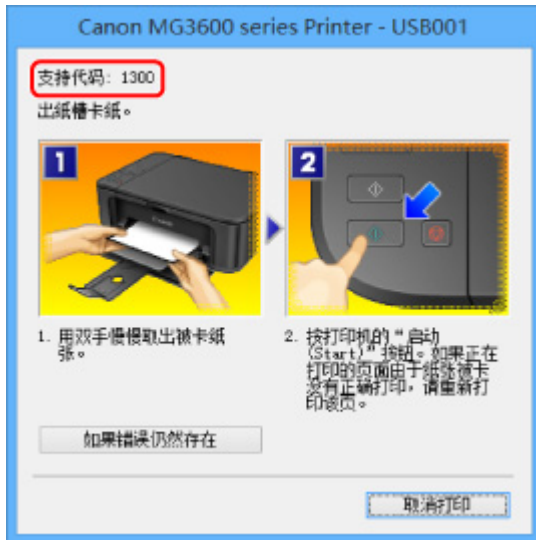 Canon MG3600 series Printer - USB001
支持代码: 1300
出纸槽卡纸。
1
2
1. 用双手慢慢取出被卡纸
张。
2. 按打印机的“启动
(Start)”按钮。如果正在
打印的页面由于纸张被卡
没有正确打印，请重新打
印该页。
如果错误仍然存在
取消打印